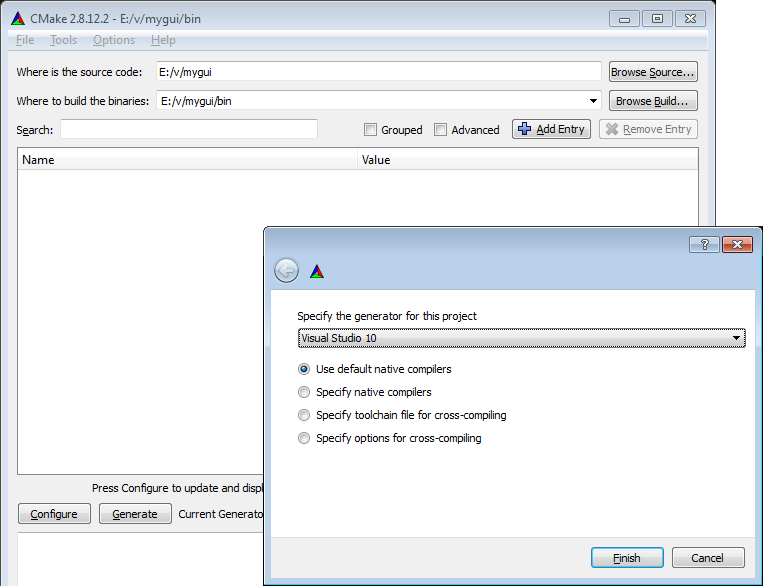 CMake 2.8.12.2 - E:/v/mygui/bin
File Tools Options Help
Where is the source code: E:/v/mygui Browse Source...
Where to build the binaries: E:/v/mygui/bin Browse Build...
Search: Grouped Advanced Add Entry Remove Entry
Name Value
?
Specify the generator for this project
Visual Studio 10
Use default native compilers
Specify native compilers
Specify toolchain file for cross-compiling
Specify options for cross-compiling
Press Configure to update and displ
Configure Generate Current Generato
Finish Cancel